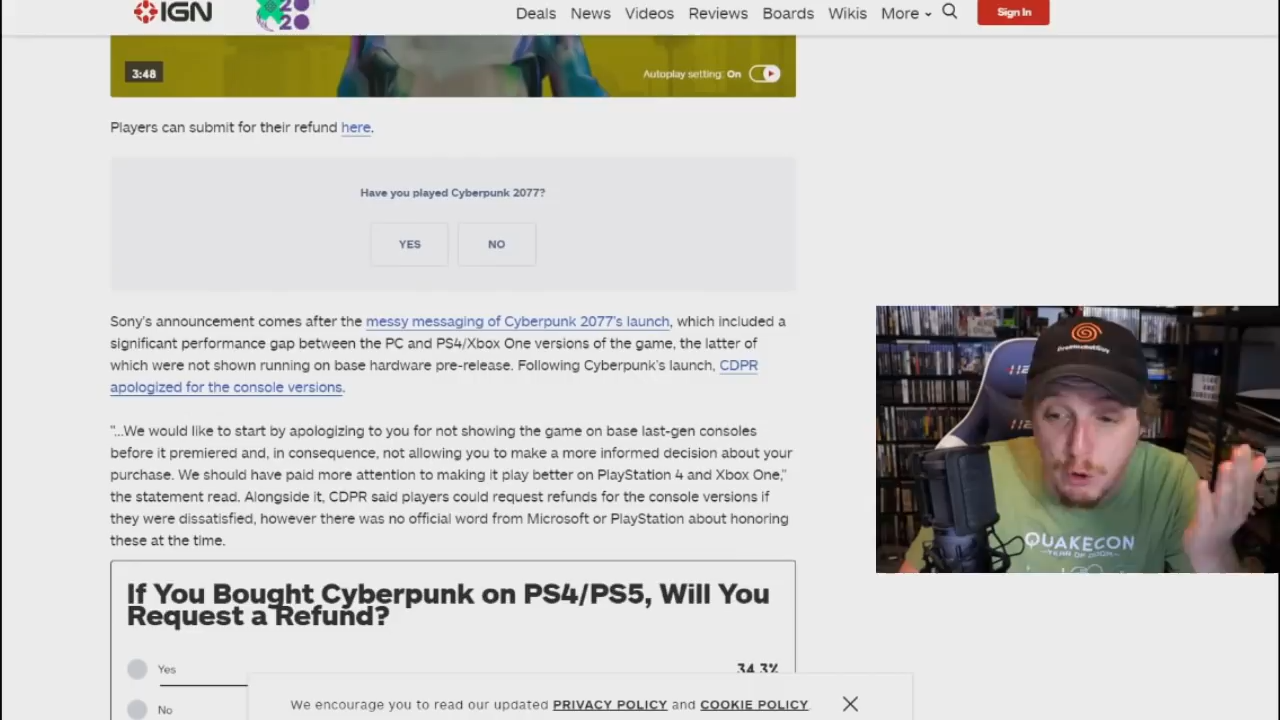 IGN
2020
Deals News Videos Reviews Boards Wikis More Sign In
3:48
Autoplay setting: On
Players can submit for their refund here.
Have you played Cyberpunk 2077?
YES NO
Sony's announcement comes after the messy messaging of Cyberpunk 2077's launch, which included a
significant performance gap between the PC and PS4/Xbox One versions of the game, the latter of
which were not shown running on base hardware pre-release. Following Cyberpunk's launch, CDPR
apologized for the console versions.
"...We would like to start by apologizing to you for not showing the game on base last-gen consoles
before it premiered and, in consequence, not allowing you to make a more informed decision about your
purchase. We should have paid more attention to making it play better on PlayStation 4 and Xbox One,"
the statement read. Alongside it, CDPR said players could request refunds for the console versions if
they were dissatisfied, however there was no official word from Microsoft or PlayStation about honoring
these at the time.
If You Bought Cyberpunk on PS4/PS5, Will You
Request a Refund?
Yes 34.3%
No
We encourage you to read our updated PRIVACY POLICY and COOKIE POLICY
QUAKECON